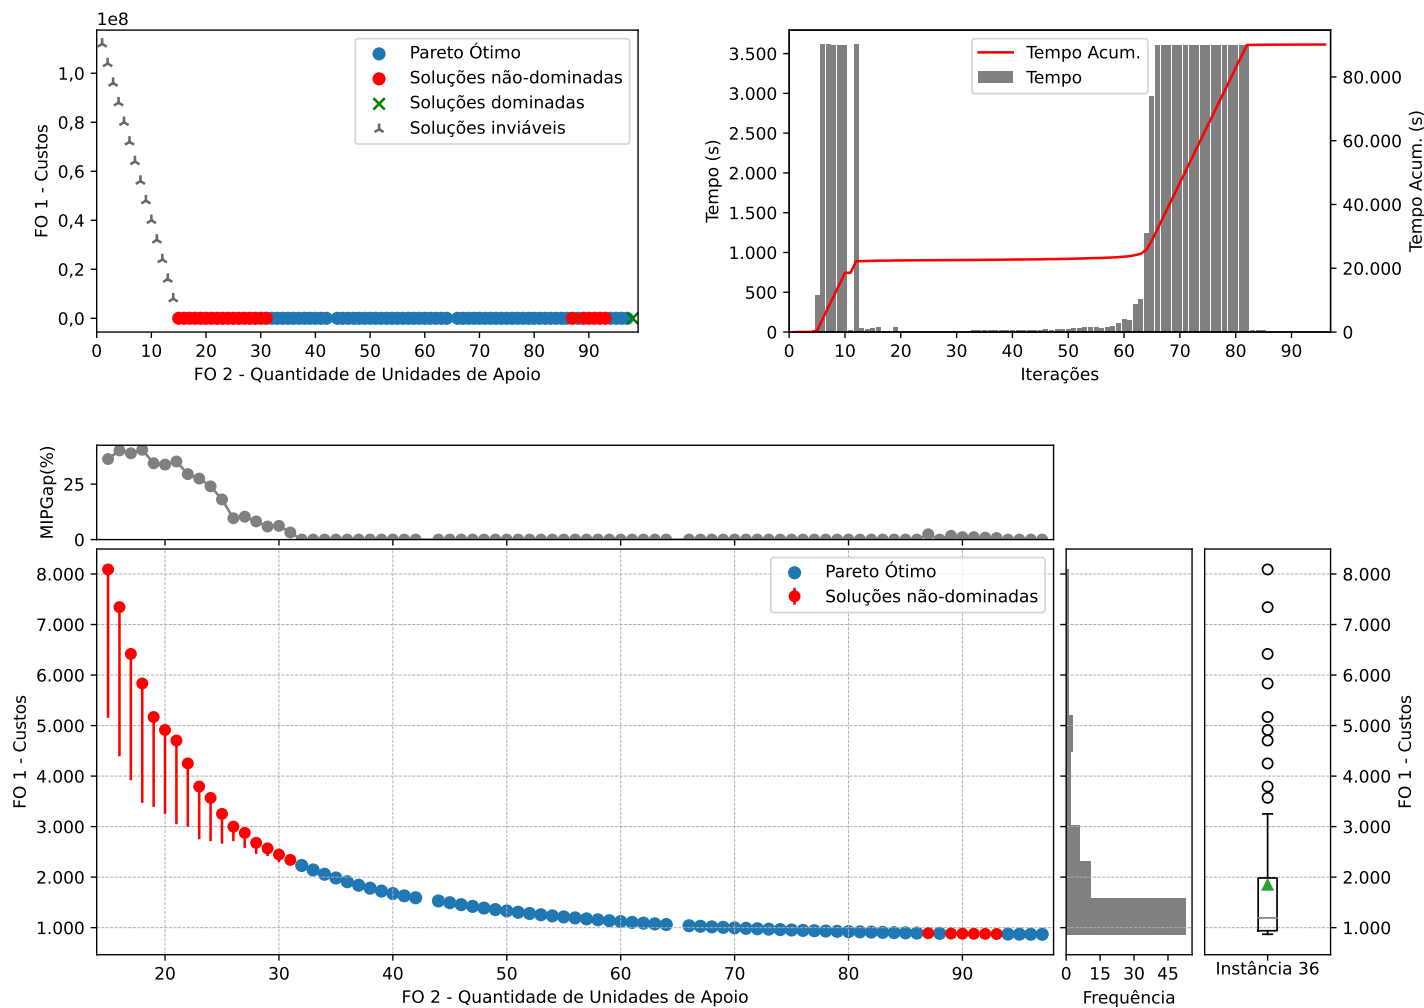 1e8
FO 1 - Custos
1,0
0,8
0,6
0,4
0,2
0,0
0 10 20 30 40 50 60 70 80 90
FO 2 - Quantidade de Unidades de Apoio
Pareto Ótimo
Soluções não-dominadas
Soluções dominadas
Soluções inviáveis
Tempo (s)
3.500
3.000
2.500
2.000
1.500
1.000
500
0
0 10 20 30 40 50 60 70 80 90
Iterações
Tempo Acum.
Tempo
80.000
60.000
40.000
20.000
0
Tempo Acum. (s)
MIPGap(%)
25
0
FO 1 - Custos
8.000
7.000
6.000
5.000
4.000
3.000
2.000
1.000
20 30 40 50 60 70 80 90
FO 2 - Quantidade de Unidades de Apoio
Pareto Ótimo
Soluções não-dominadas
0 15 30 45
Frequência
Instância 36
8.000
7.000
6.000
5.000
4.000
3.000
2.000
1.000
FO 1 - Custos